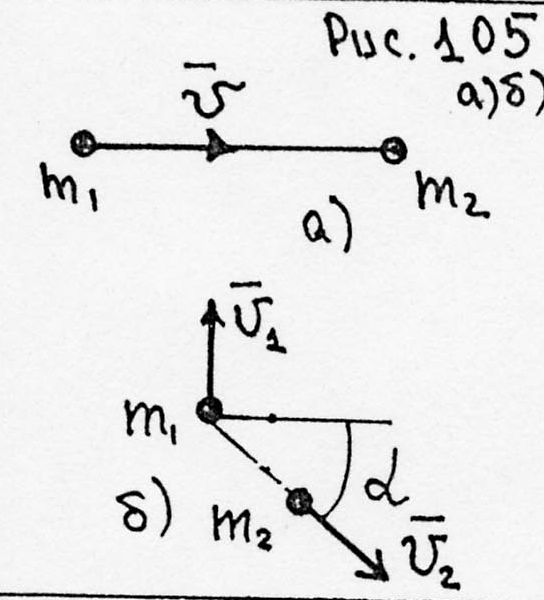 Рис. 105
а)б)
v̄
m₁
m₂
а)
v̄₁
m₁
α
б)
m₂
v̄₂